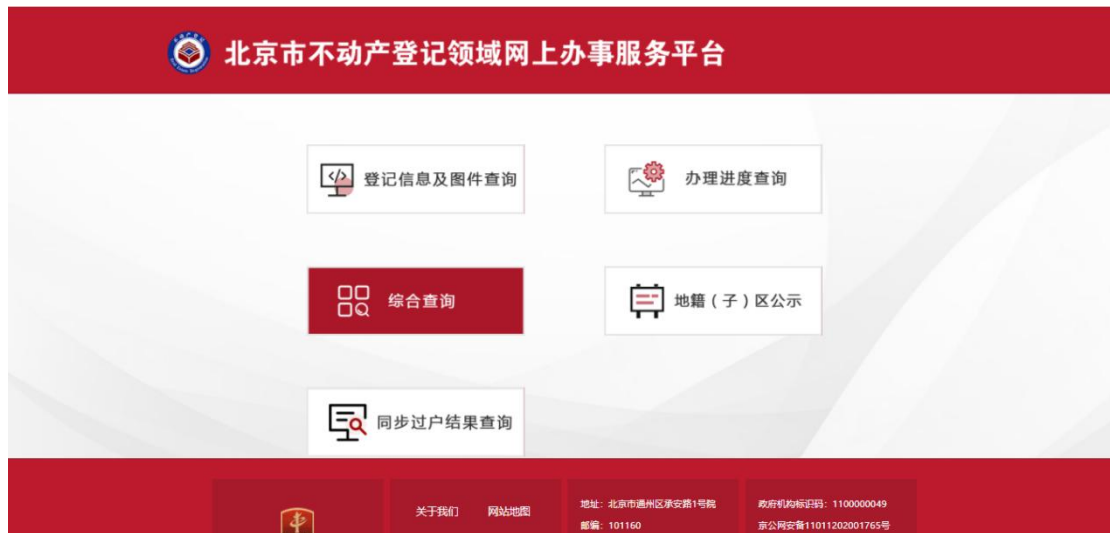 北京市不动产登记领域网上办事服务平台
登记信息及图件查询
办理进度查询
综合查询
地籍（子）区公示
同步过户结果查询
关于我们 网站地图
地址：北京市通州区承安路1号院
邮编：101160
政府机构标识码：1100000049
京公网安备11011202001765号